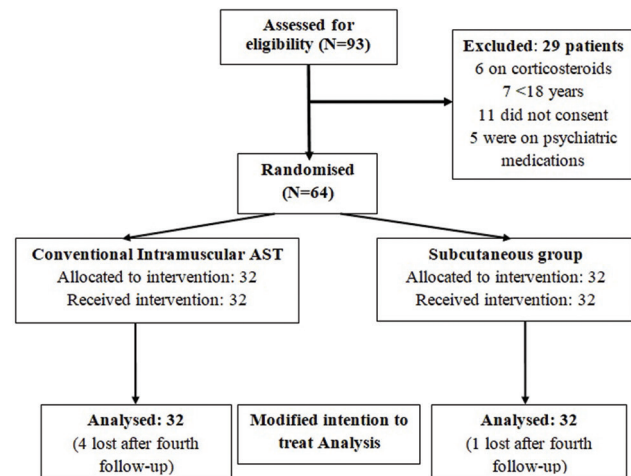 Assessed for
eligibility (N=93)
Excluded: 29 patients
6 on corticosteroids
7 <18 years
11 did not consent
5 were on psychiatric
medications
Randomised
(N=64)
Conventional Intramuscular AST
Allocated to intervention: 32
Received intervention: 32
Subcutaneous group
Allocated to intervention: 32
Received intervention: 32
Analysed: 32
(4 lost after fourth
follow-up)
Modified intention to
treat Analysis
Analysed: 32
(1 lost after fourth
follow-up)